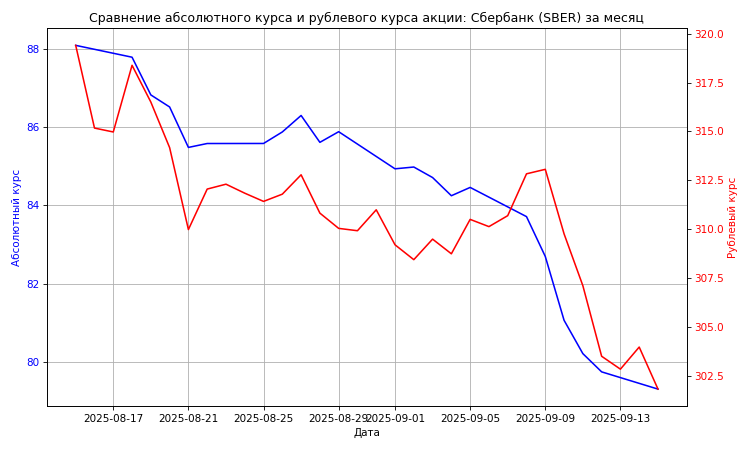 Сравнение абсолютного курса и рублевого курса акции: Сбербанк (SBER) за месяц
88
86
84
82
80
Абсолютный курс
320.0
317.5
315.0
312.5
310.0
307.5
305.0
302.5
Рублевый курс
2025-08-17 2025-08-21 2025-08-25 2025-08-29 2025-09-01 2025-09-05 2025-09-09 2025-09-13
Дата